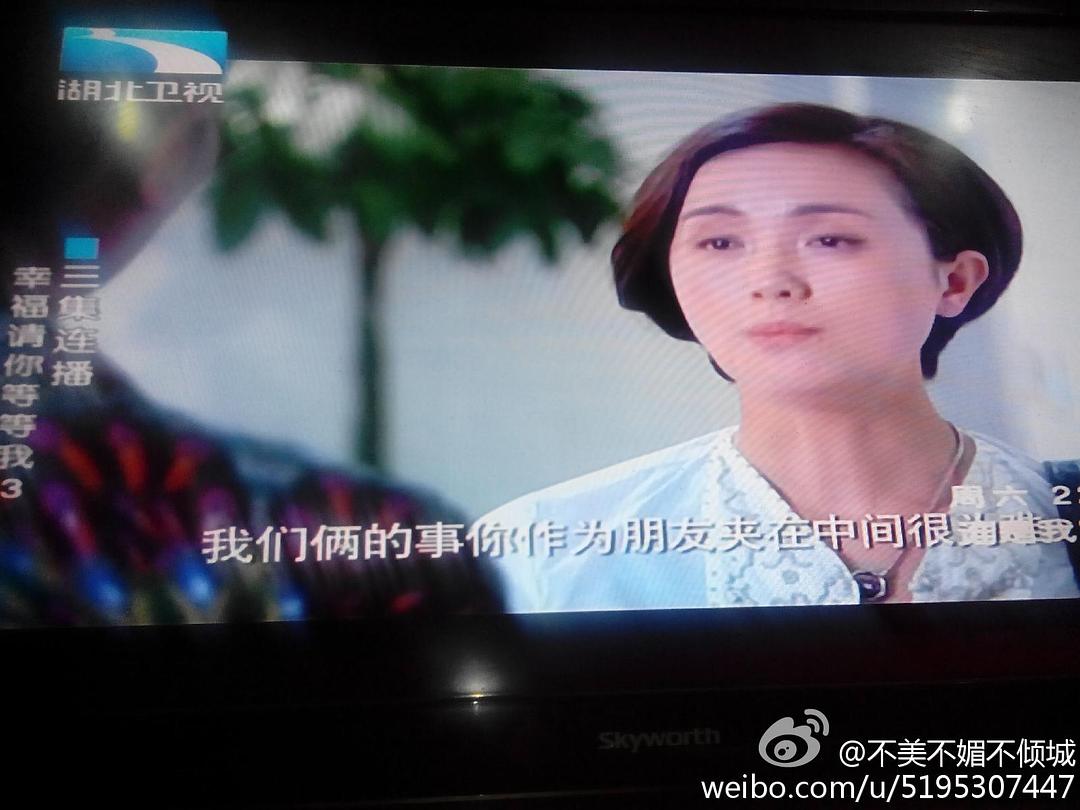 湖北卫视
三集连播
幸福请你等等我
3
周六
我们俩的事你作为朋友夹在中间很
Skyworth
@不美不媚不倾城
weibo.com/u/5195307447